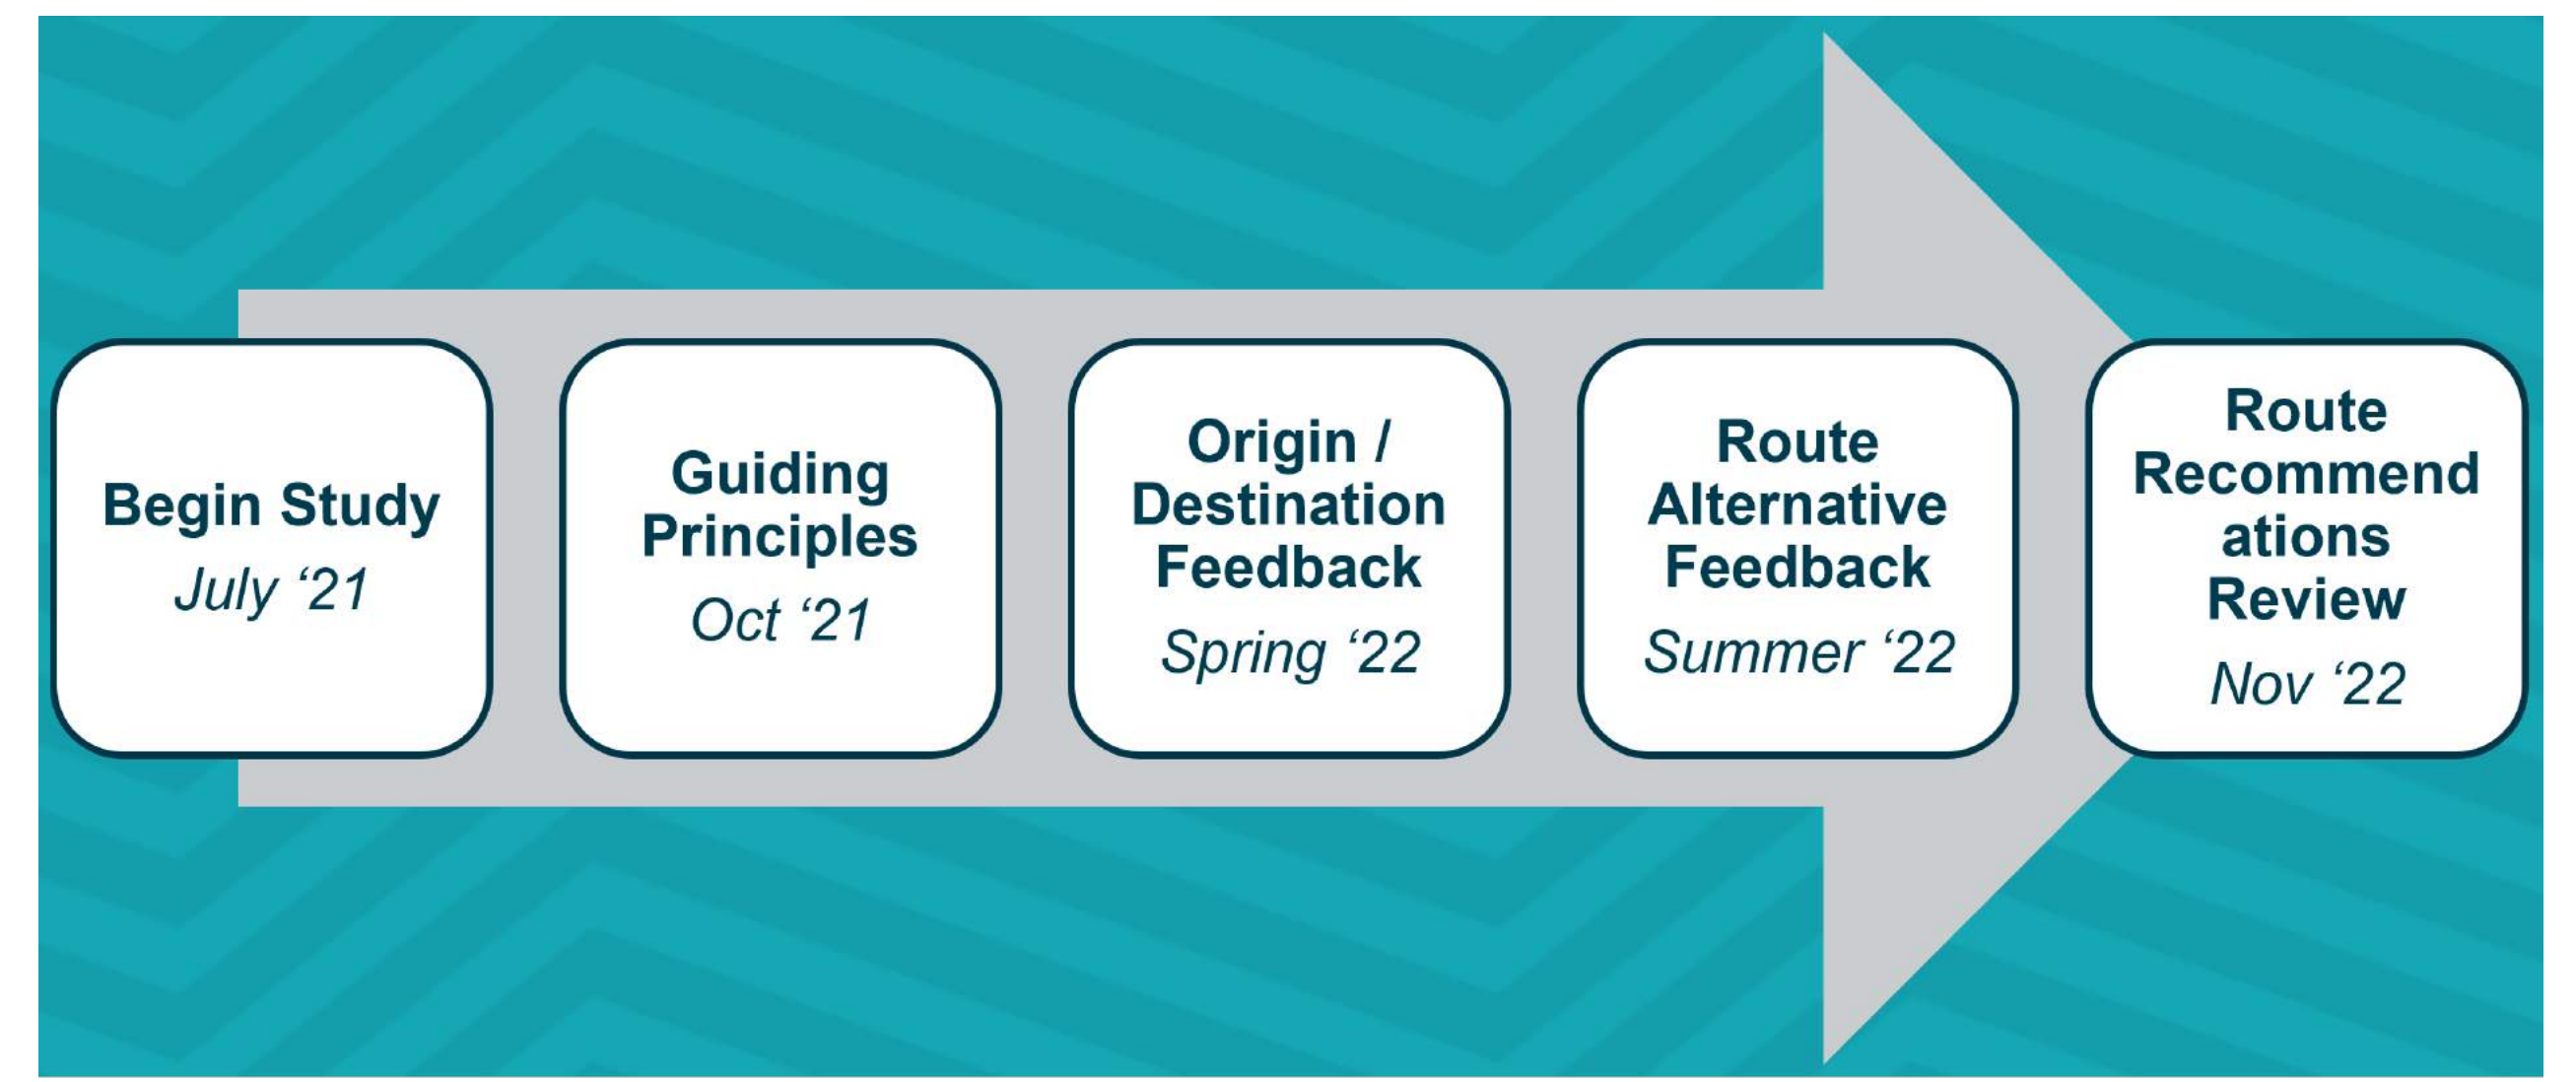 Begin Study
July ‘21
Guiding
Principles
Oct ‘21
Origin /
Destination
Feedback
Spring ‘22
Route
Alternative
Feedback
Summer ‘22
Route
Recommend
ations
Review
Nov ‘22